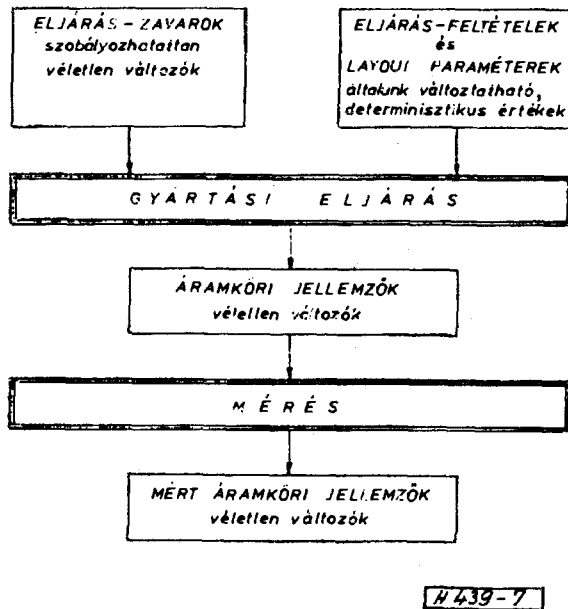 ELJÁRÁS-ZAVAROK
szobályozhatatlan
véletlen változók
ELJÁRÁS-FELTÉTELEK
és
LAYOUT PARAMÉTEREK
általunk változtatható,
determinisztikus értékek
GYÁRTÁSI ELJÁRÁS
ÁRAMKÖRI JELLEMZŐK
véletlen változók
MÉRÉS
MÉRT ÁRAMKÖRI JELLEMZŐK
véletlen változók
H 439-7